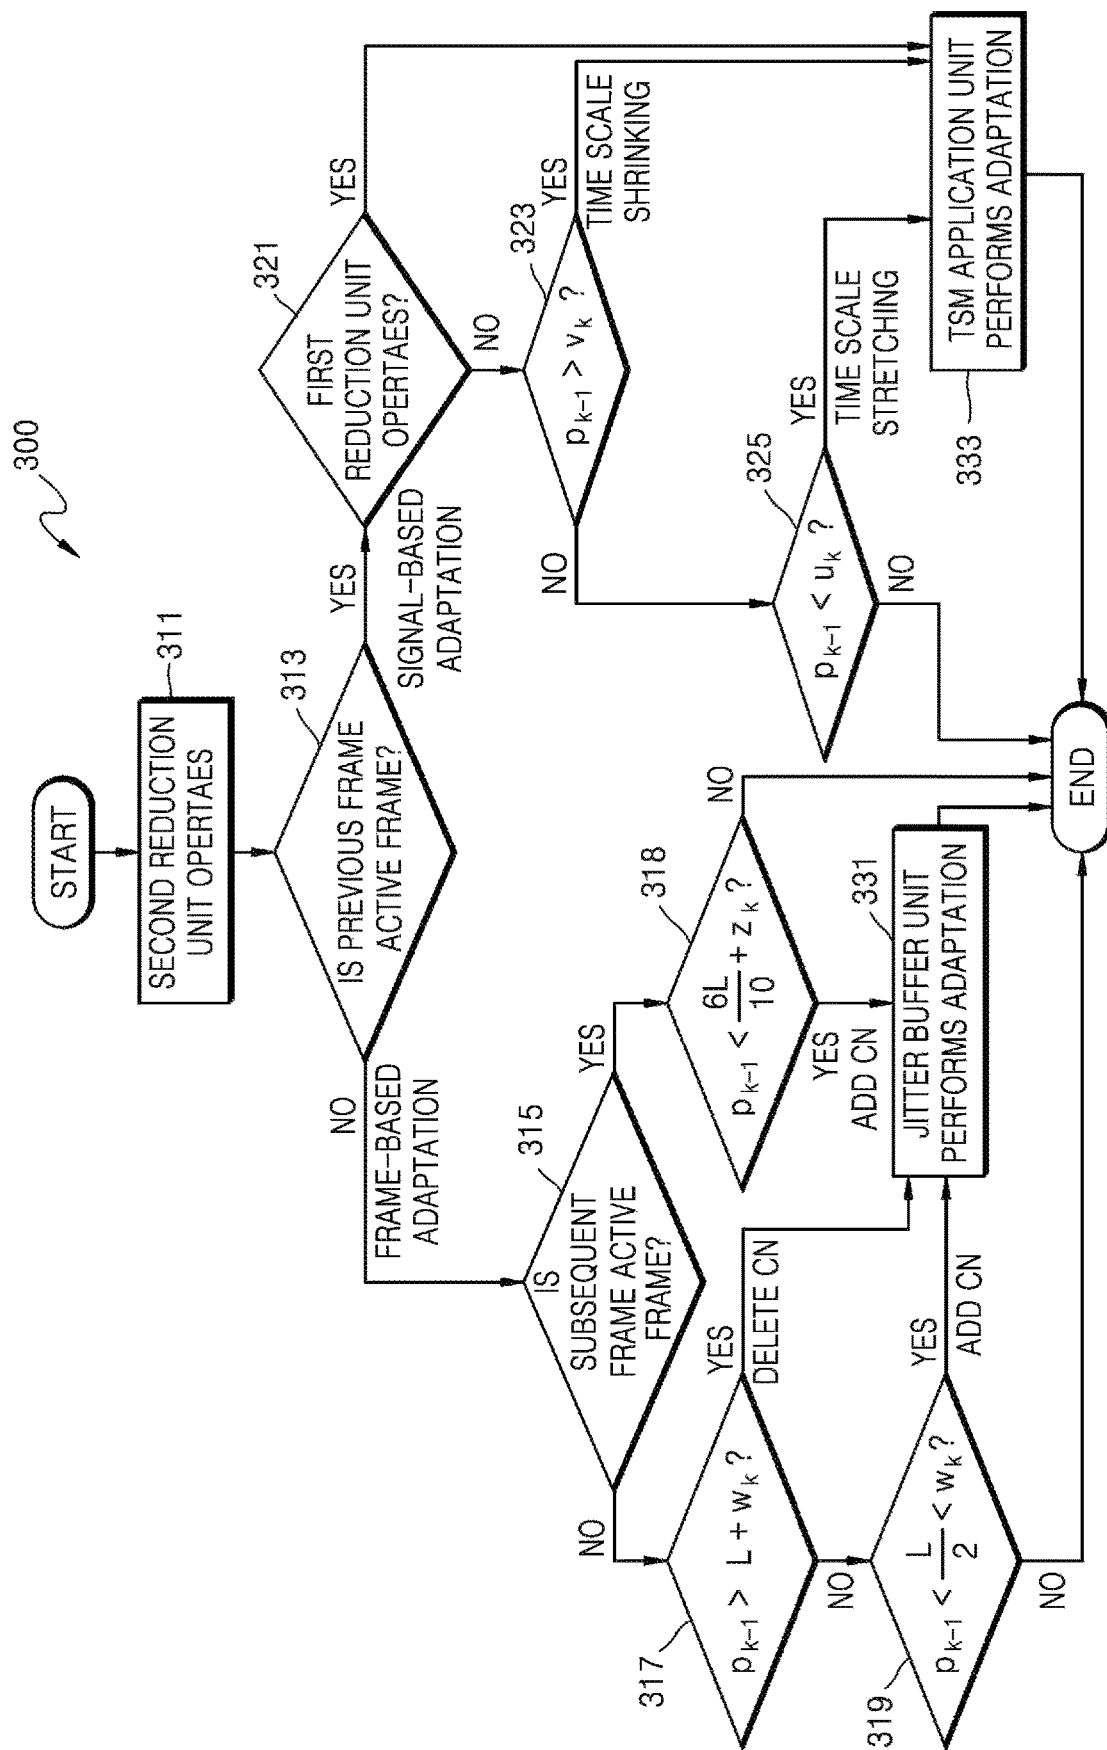 300
START
SECOND REDUCTION
UNIT OPERTAES
311
IS PREVIOUS FRAME
ACTIVE FRAME?
313
NO
FRAME-BASED
ADAPTATION
YES
SIGNAL-BASED
ADAPTATION
IS
SUBSEQUENT
FRAME ACTIVE
FRAME?
315
NO
YES
FIRST
REDUCTION UNIT
OPERTAES?
321
YES
NO
p_{k-1} > L + w_k ?
317
YES
DELETE CN
NO
p_{k-1} < \frac{L}{2} < w_k?
319
YES
ADD CN
NO
p_{k-1} < \frac{6L}{10} + z_k?
318
NO
YES
ADD CN
p_{k-1} > v_k ?
323
YES
TIME SCALE
SHRINKING
NO
p_{k-1} < u_k ?
325
YES
TIME SCALE
STRETCHING
NO
JITTER BUFFER UNIT
PERFORMS ADAPTATION
331
TSM APPLICATION UNIT
PERFORMS ADAPTATION
333
END